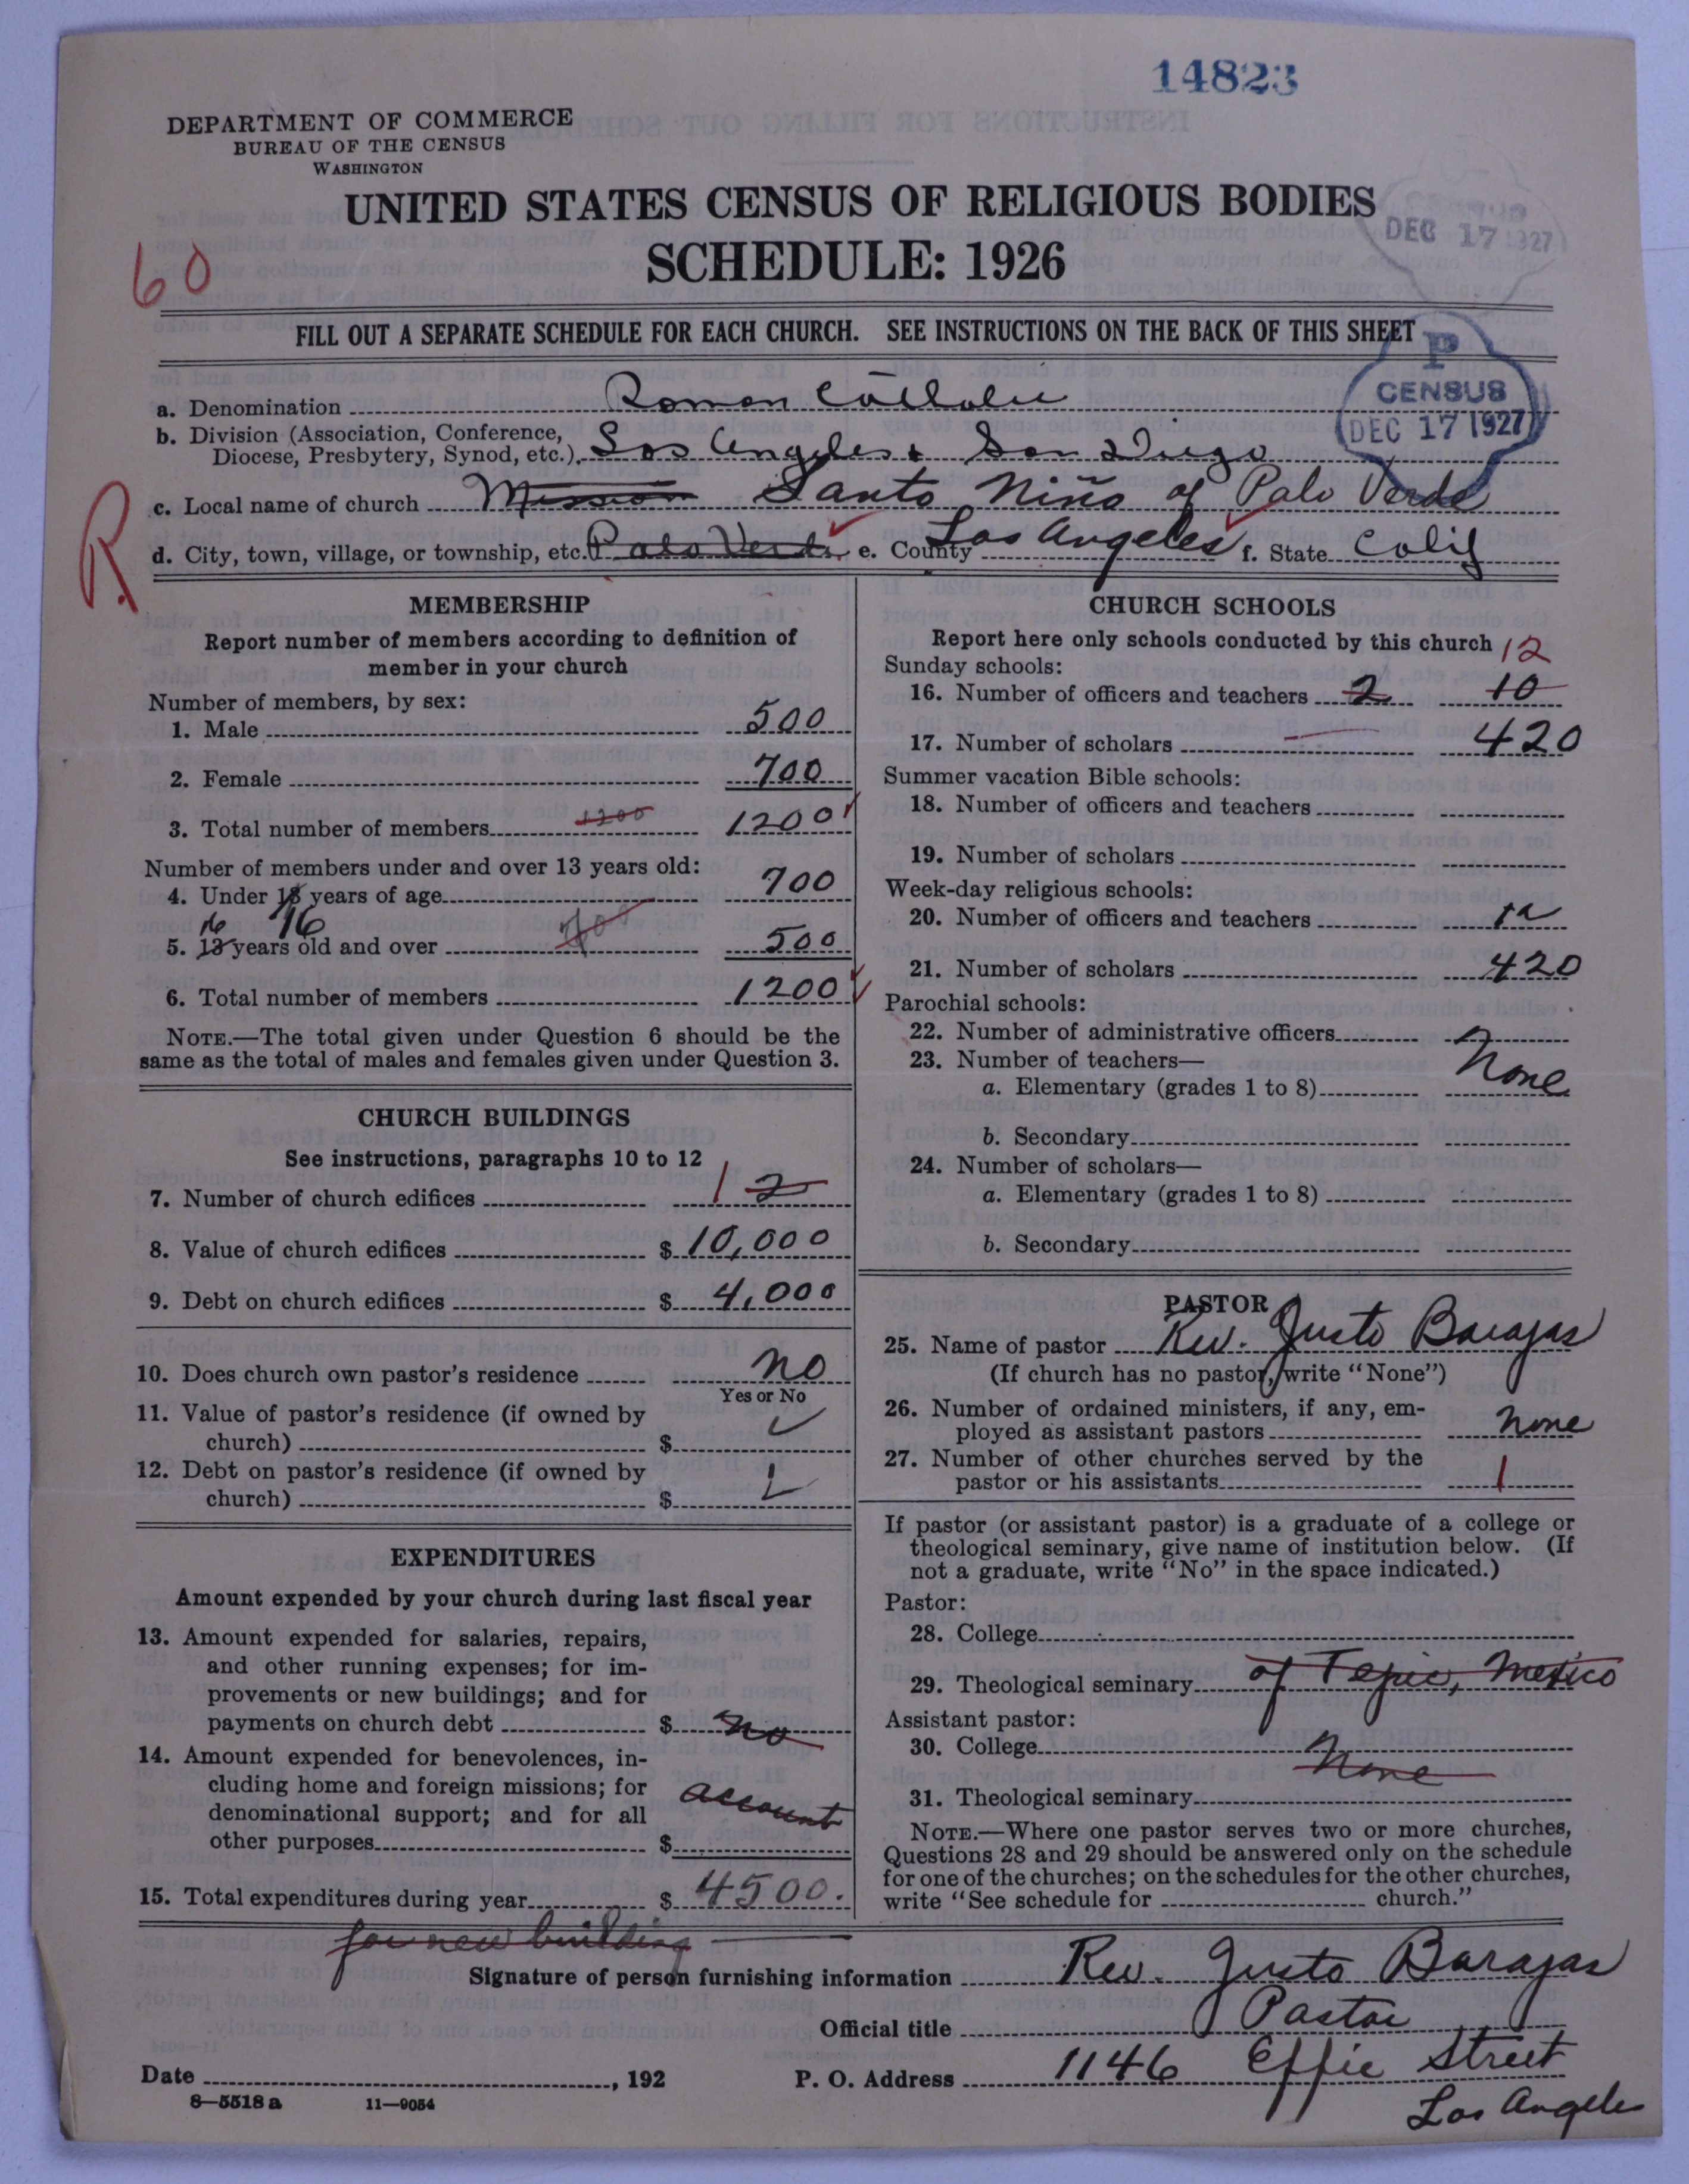 14823
DEPARTMENT OF COMMERCE
BUREAU OF THE CENSUS
WASHINGTON
UNITED STATES CENSUS OF RELIGIOUS BODIES
SCHEDULE: 1926
DEC 17 1927
60
FILL OUT A SEPARATE SCHEDULE FOR EACH CHURCH. SEE INSTRUCTIONS ON THE BACK OF THIS SHEET
P
CENSUS
DEC 17 1927
a. Denomination Roman Catholic
b. Division (Association, Conference, Diocese, Presbytery, Synod, etc.) Los Angeles & San Diego
R.
c. Local name of church Mission Santo Niño of Palo Verde
d. City, town, village, or township, etc. Palo Verde e. County Los Angeles f. State Calif
MEMBERSHIP
Report number of members according to definition of
member in your church
Number of members, by sex:
1. Male 500
2. Female 700
3. Total number of members 1200 1200
Number of members under and over 13 years old:
4. Under 13 years of age 700
16 16
5. 13 years old and over 500
6. Total number of members 1200
NOTE.—The total given under Question 6 should be the
same as the total of males and females given under Question 3.
CHURCH BUILDINGS
See instructions, paragraphs 10 to 12
7. Number of church edifices 1 2
8. Value of church edifices $ 10,000
9. Debt on church edifices $ 4,000
10. Does church own pastor's residence no
Yes or No
11. Value of pastor's residence (if owned by
church) $
12. Debt on pastor's residence (if owned by
church) $
EXPENDITURES
Amount expended by your church during last fiscal year
13. Amount expended for salaries, repairs,
and other running expenses; for im-
provements or new buildings; and for
payments on church debt $ no
14. Amount expended for benevolences, in-
cluding home and foreign missions; for
denominational support; and for all account
other purposes $
15. Total expenditures during year $ 4500.
for new building
CHURCH SCHOOLS
Report here only schools conducted by this church 12
Sunday schools:
16. Number of officers and teachers 2 10
17. Number of scholars 420
Summer vacation Bible schools:
18. Number of officers and teachers
19. Number of scholars
Week-day religious schools:
20. Number of officers and teachers 12
21. Number of scholars 420
Parochial schools:
22. Number of administrative officers
23. Number of teachers— None
a. Elementary (grades 1 to 8)
b. Secondary
24. Number of scholars—
a. Elementary (grades 1 to 8)
b. Secondary
PASTOR
25. Name of pastor Rev. Justo Barajas
(If church has no pastor, write "None")
26. Number of ordained ministers, if any, em-
ployed as assistant pastors none
27. Number of other churches served by the
pastor or his assistants 1
If pastor (or assistant pastor) is a graduate of a college or
theological seminary, give name of institution below. (If
not a graduate, write "No" in the space indicated.)
Pastor:
28. College
29. Theological seminary of Tepic, Mexico
Assistant pastor:
30. College None
31. Theological seminary
NOTE.—Where one pastor serves two or more churches,
Questions 28 and 29 should be answered only on the schedule
for one of the churches; on the schedules for the other churches,
write "See schedule for church."
Signature of person furnishing information Rev. Justo Barajas
Official title Pastor
Date , 192 P. O. Address 1146 Effie Street
Los Angeles
8—5518 a 11—9054